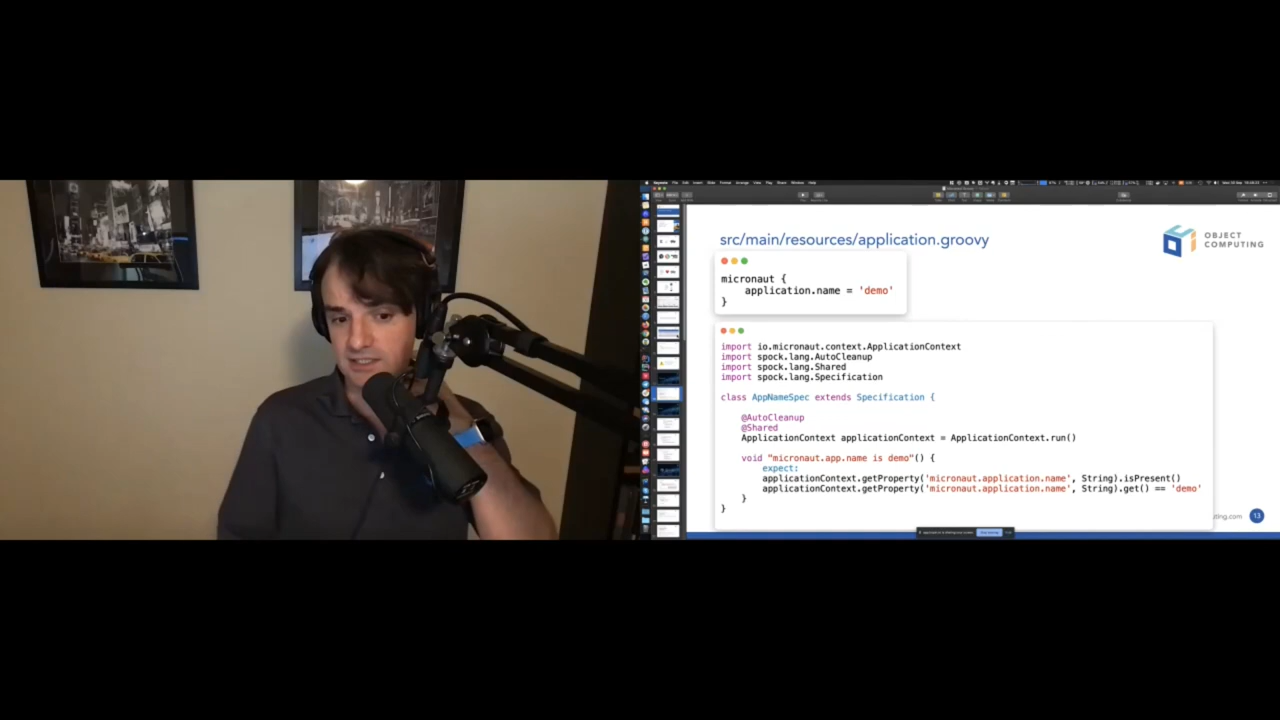 src/main/resources/application.groovy
OBJECT
COMPUTING
micronaut {
application.name = 'demo'
}
import io.micronaut.context.ApplicationContext
import spock.lang.AutoCleanup
import spock.lang.Shared
import spock.lang.Specification
class AppNameSpec extends Specification {
@AutoCleanup
@Shared
ApplicationContext applicationContext = ApplicationContext.run()
void "micronaut.app.name is demo"() {
expect:
applicationContext.getProperty('micronaut.application.name', String).isPresent()
applicationContext.getProperty('micronaut.application.name', String).get() == 'demo'
}
}
13